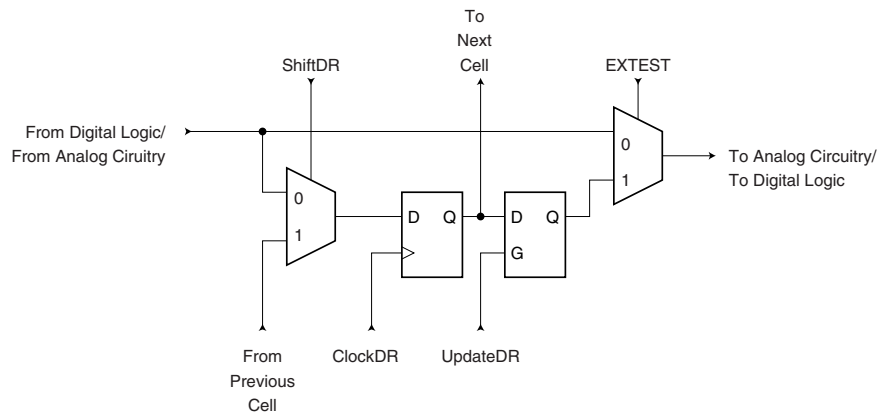 To
Next
Cell
ShiftDR
EXTEST
From Digital Logic/
From Analog Ciruitry
0
1
To Analog Circuitry/
To Digital Logic
0
1
D Q
D Q
G
From
Previous
Cell
ClockDR
UpdateDR